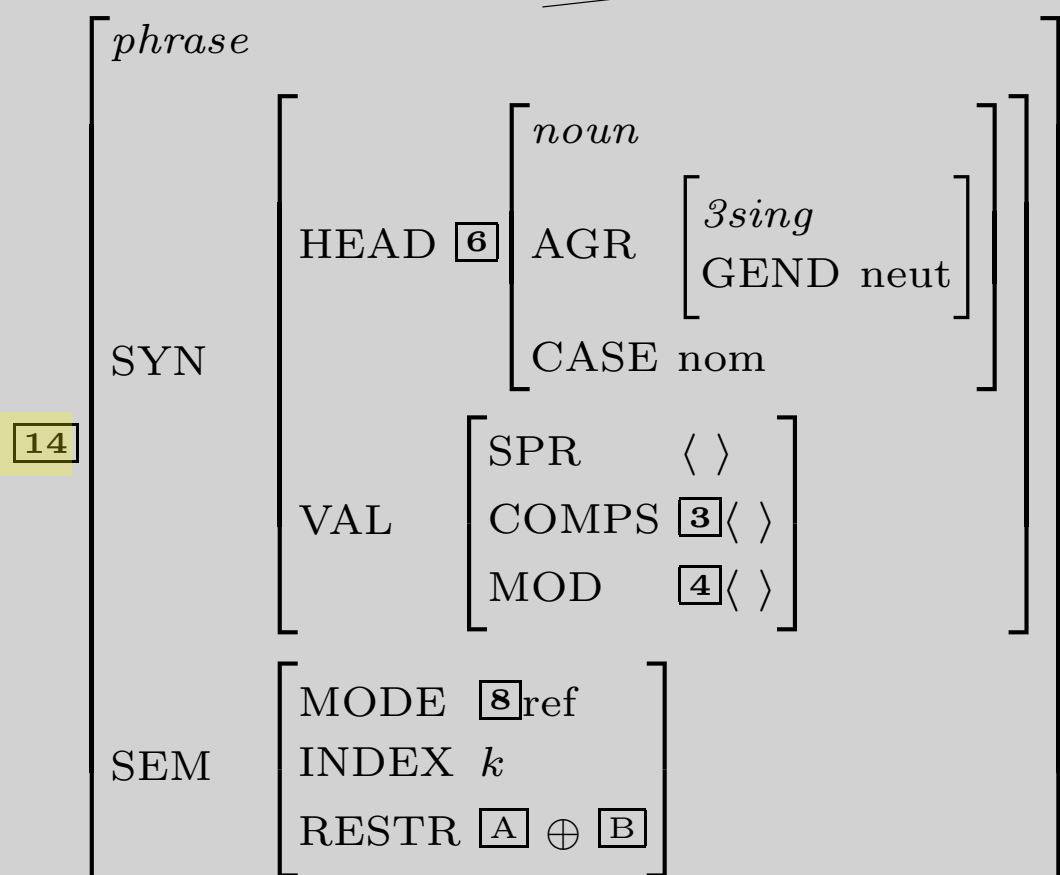 phrase
noun
3sing
HEAD 6 AGR
GEND neut
SYN
CASE nom
14
SPR ⟨ ⟩
VAL COMPS 3⟨ ⟩
MOD 4⟨ ⟩
MODE 8ref
SEM INDEX k
RESTR A ⊕ B